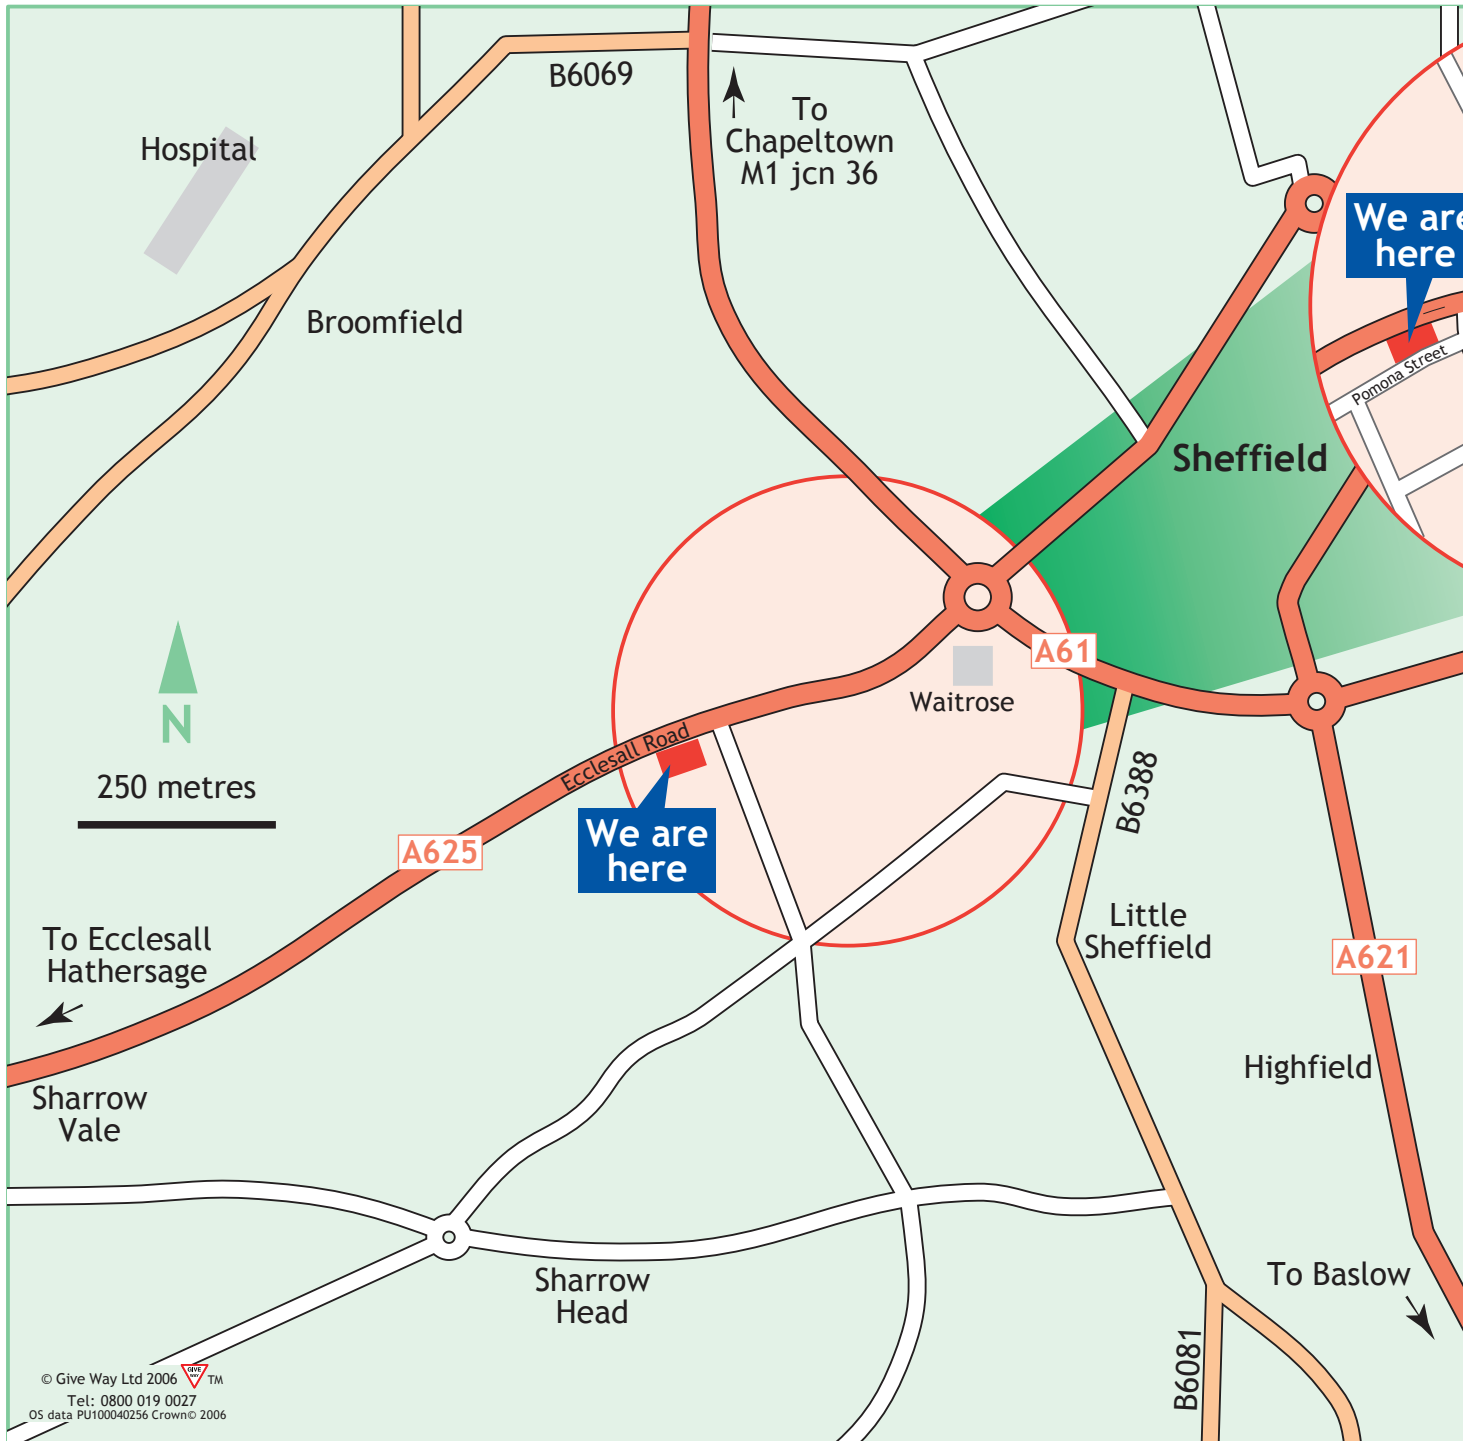 B6069
To
Chapeltown
M1 jcn 36
Hospital
We are
here
Broomfield
Pomona Street
Sheffield
A61
Waitrose
N
Ecclesall Road
250 metres
B6388
We are
here
A625
Little
Sheffield
To Ecclesall
Hathersage
A621
Highfield
Sharrow
Vale
To Baslow
Sharrow
Head
B6081
© Give Way Ltd 2006 GIVE WAY TM
Tel: 0800 019 0027
OS data PU100040256 Crown© 2006